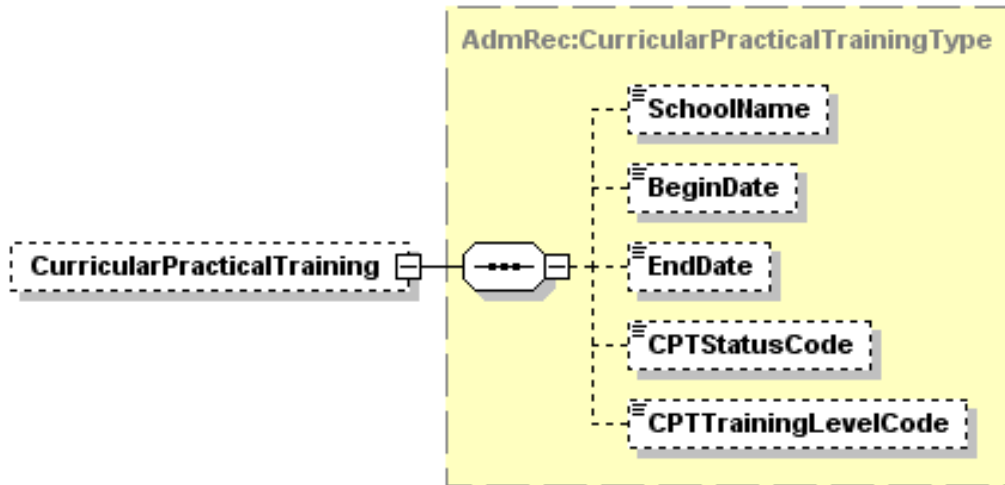 AdmRec:CurricularPracticalTrainingType
SchoolName
BeginDate
CurricularPracticalTraining
EndDate
CPTStatusCode
CPTTrainingLevelCode